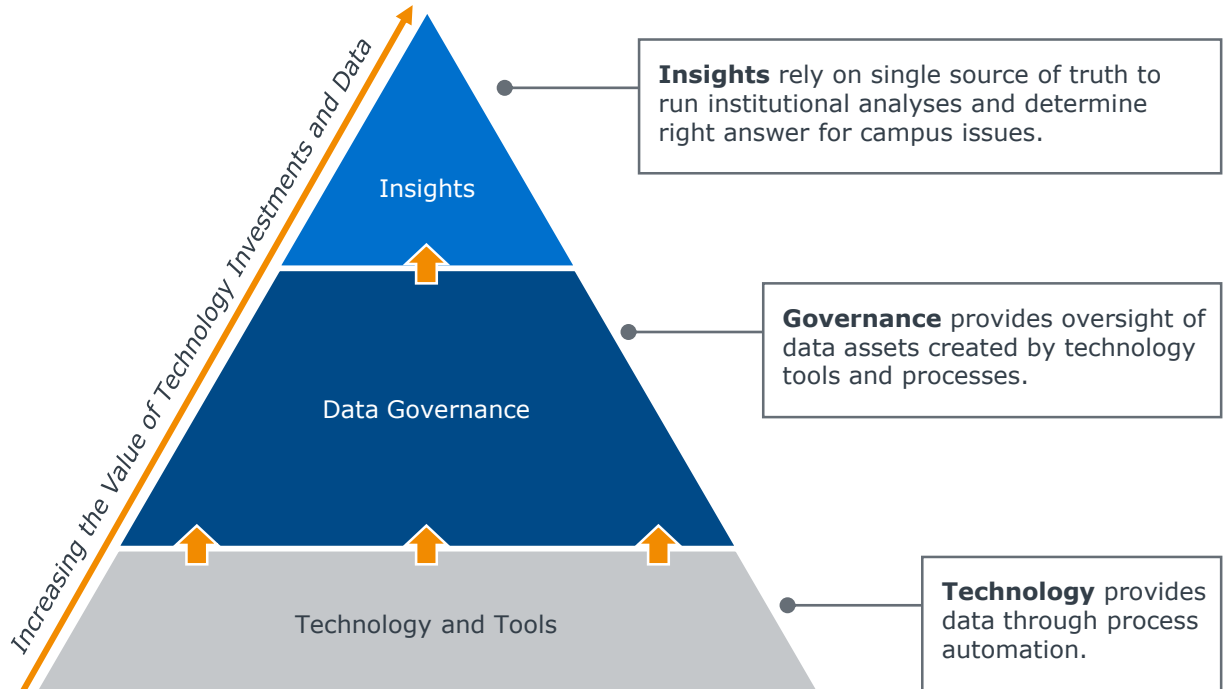 Increasing the Value of Technology Investments and Data
Insights
Insights rely on single source of truth to
run institutional analyses and determine
right answer for campus issues.
Data Governance
Governance provides oversight of
data assets created by technology
tools and processes.
Technology and Tools
Technology provides
data through process
automation.